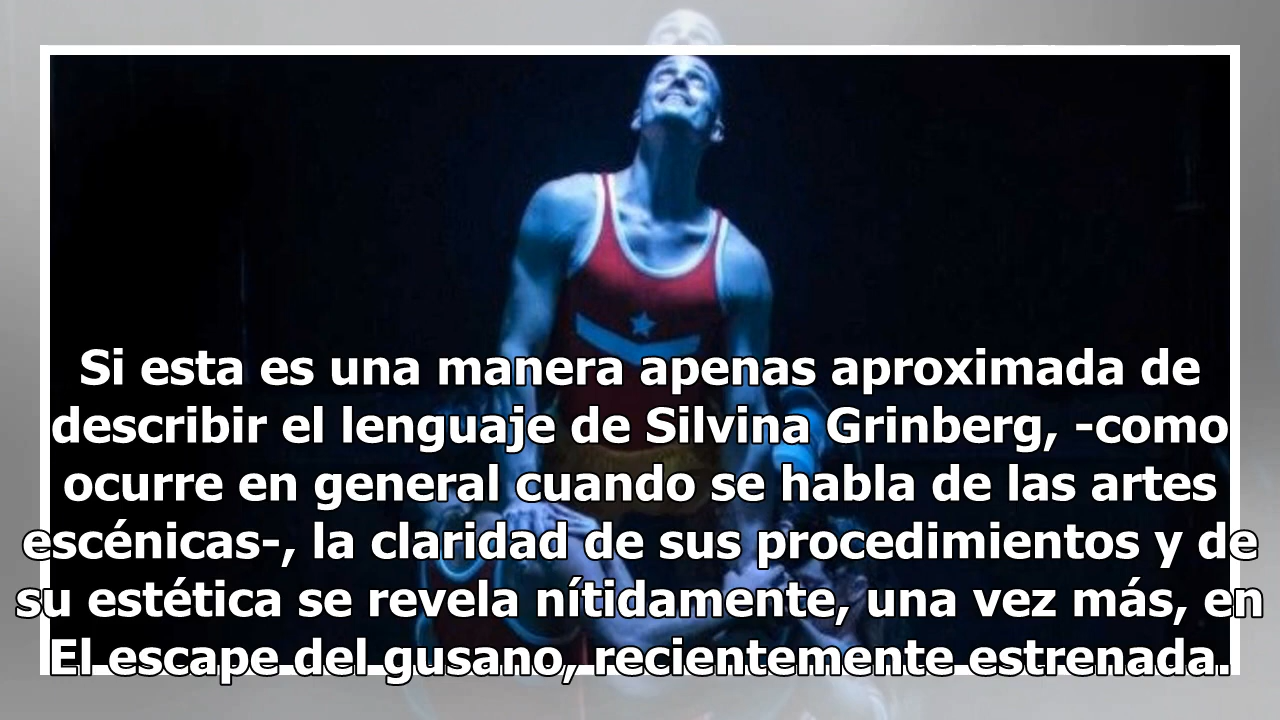 Si esta es una manera apenas aproximada de
describir el lenguaje de Silvina Grinberg, -como
ocurre en general cuando se habla de las artes
escénicas-, la claridad de sus procedimientos y de
su estética se revela nítidamente, una vez más, en
El escape del gusano, recientemente estrenada.